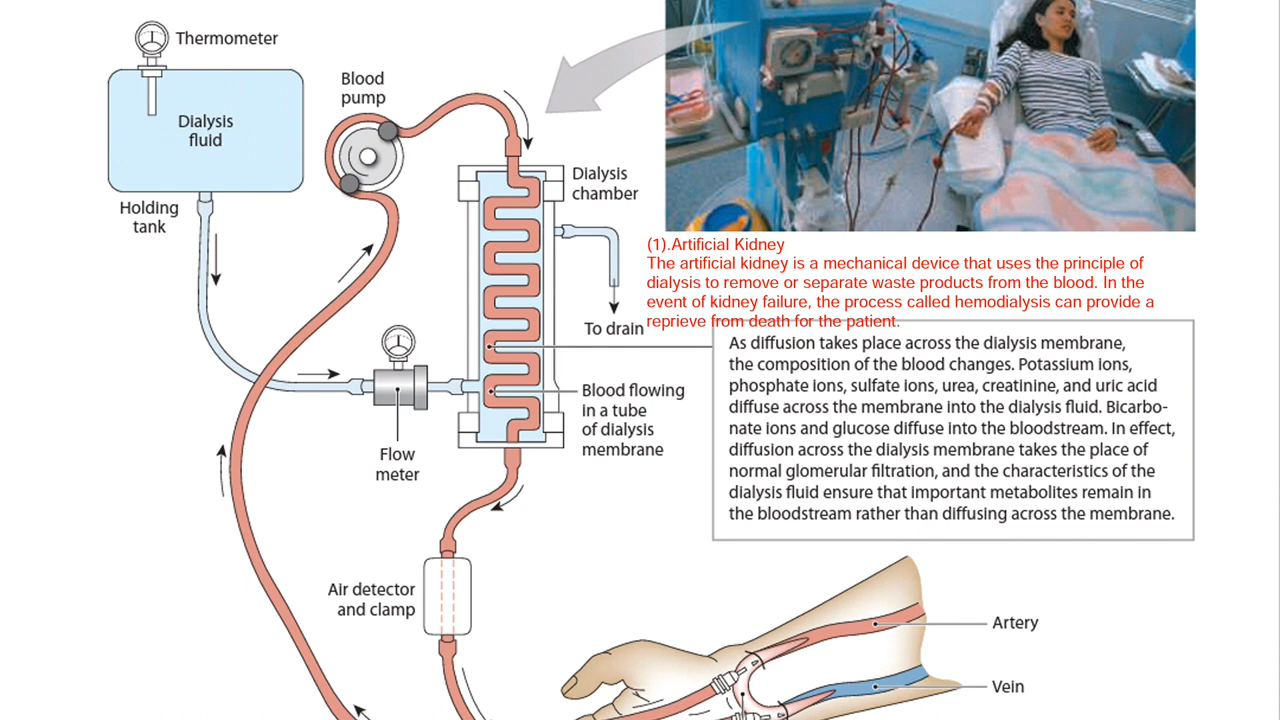 Thermometer
Dialysis
fluid
Blood
pump
Holding
tank
Dialysis
chamber
To drain
(1).Artificial Kidney
The artificial kidney is a mechanical device that uses the principle of
dialysis to remove or separate waste products from the blood. In the
event of kidney failure, the process called hemodialysis can provide a
reprieve from death for the patient.
As diffusion takes place across the dialysis membrane,
the composition of the blood changes. Potassium ions,
phosphate ions, sulfate ions, urea, creatinine, and uric acid
diffuse across the membrane into the dialysis fluid. Bicarbo-
nate ions and glucose diffuse into the bloodstream. In effect,
diffusion across the dialysis membrane takes the place of
normal glomerular filtration, and the characteristics of the
dialysis fluid ensure that important metabolites remain in
the bloodstream rather than diffusing across the membrane.
Blood flowing
in a tube
of dialysis
membrane
Flow
meter
Air detector
and clamp
Artery
Vein